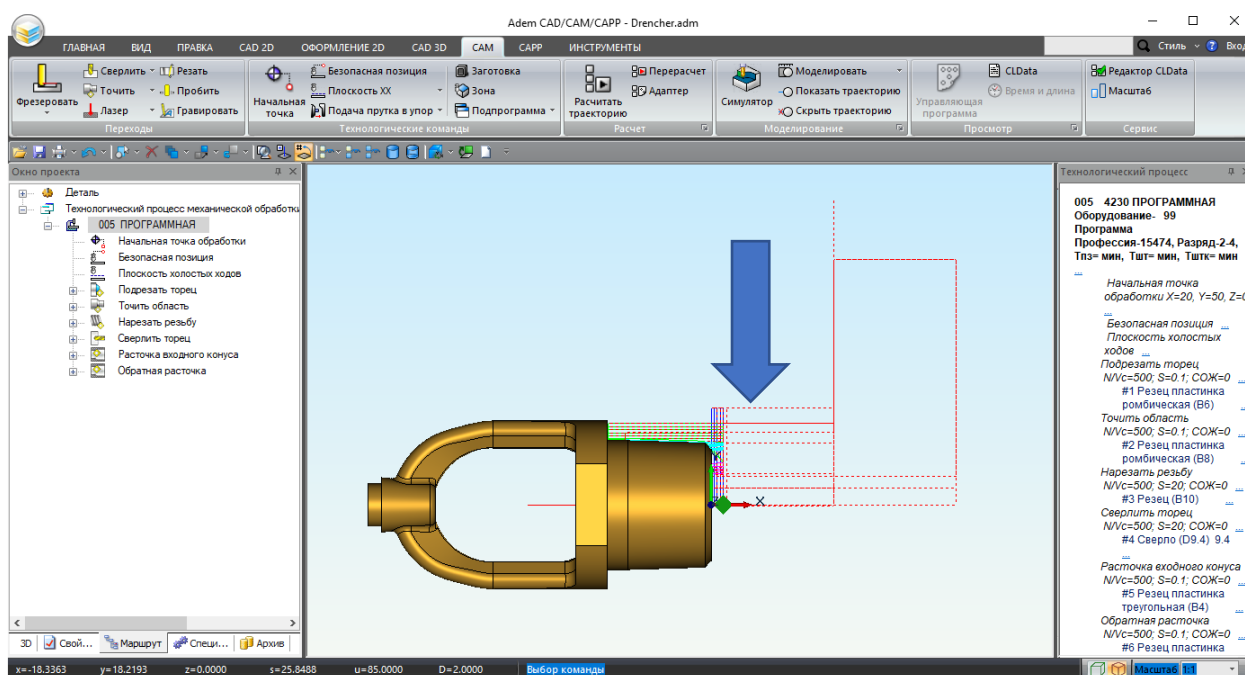 Adem CAD/CAM/CAPP - Drencher.adm
ГЛАВНАЯ ВИД ПРАВКА CAD 2D ОФОРМЛЕНИЕ 2D CAD 3D CAM CAPP ИНСТРУМЕНТЫ Стиль Вход
Фрезеровать
Сверлить Резать
Точить Пробить
Лазер Гравировать
Переходы
Начальная точка
Безопасная позиция Заготовка
Плоскость ХХ Зона
Подача прутка в упор Подпрограмма
Технологические команды
Расчитать траекторию
Перерасчет
Адаптер
Расчет
Симулятор
Моделировать
Показать траекторию
Скрыть траекторию
Моделирование
Управляющая программа
CLData
Время и длина
Просмотр
Редактор CLData
Масштаб
Сервис
Окно проекта
Деталь
Технологический процесс механической обработки
005 ПРОГРАММНАЯ
Начальная точка обработки
Безопасная позиция
Плоскость холостых ходов
Подрезать торец
Точить область
Нарезать резьбу
Сверлить торец
Расточка входного конуса
Обратная расточка
3D Свой... Маршрут Специ... Архив
X
Технологический процесс
005 4230 ПРОГРАММНАЯ
Оборудование- 99
Программа
Профессия-15474, Разряд-2-4,
Тпз= мин, Тшт= мин, Тштк= мин
...
Начальная точка
обработки X=20, Y=50, Z=0
...
Безопасная позиция ...
Плоскость холостых
ходов ...
Подрезать торец
N/Vc=500; S=0.1; СОЖ=0 ...
#1 Резец пластинка
ромбическая (B6) ...
Точить область
N/Vc=500; S=0.1; СОЖ=0 ...
#2 Резец пластинка
ромбическая (B8) ...
Нарезать резьбу
N/Vc=500; S=20; СОЖ=0 ...
#3 Резец (B10) ...
Сверлить торец
N/Vc=500; S=20; СОЖ=0 ...
#4 Сверло (D9.4) 9.4
...
Расточка входного конуса
N/Vc=500; S=0.1; СОЖ=0 ...
#5 Резец пластинка
треугольная (B4) ...
Обратная расточка
N/Vc=500; S=0.1; СОЖ=0 ...
#6 Резец пластинка
x=-18.3363 y=18.2193 z=0.0000 s=25.8488 u=85.0000 D=2.0000 Выбор команды Масштаб 1:1